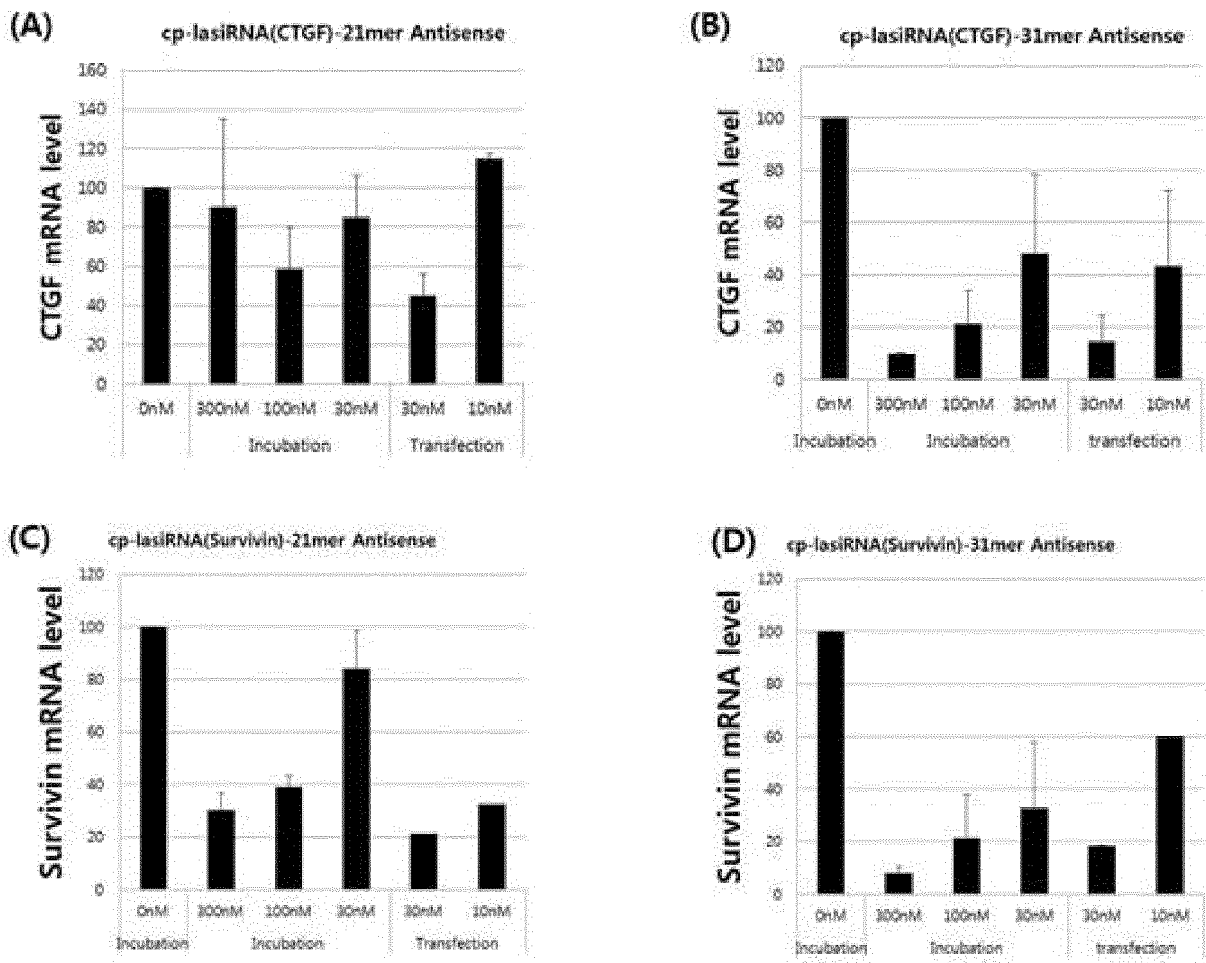 (A)
cp-lasiRNA(CTGF)-21mer Antisense
CTGF mRNA level
160
140
120
100
80
60
40
20
0
0nM 300nM 100nM 30nM 30nM 10nM
Incubation Transfection
(B)
cp-lasiRNA(CTGF)-31mer Antisense
CTGF mRNA level
120
100
80
60
40
20
0
0nM 300nM 100nM 30nM 30nM 10nM
Incubation Incubation transfection
(C)
cp-lasiRNA(Survivin)-21mer Antisense
Survivin mRNA level
120
100
80
60
40
20
0
0nM 300nM 100nM 30nM 30nM 10nM
Incubation Incubation Transfection
(D)
cp-lasiRNA(Survivin)-31mer Antisense
Survivin mRNA level
120
100
80
60
40
20
0
0nM 300nM 100nM 30nM 30nM 10nM
Incubation Incubation transfection